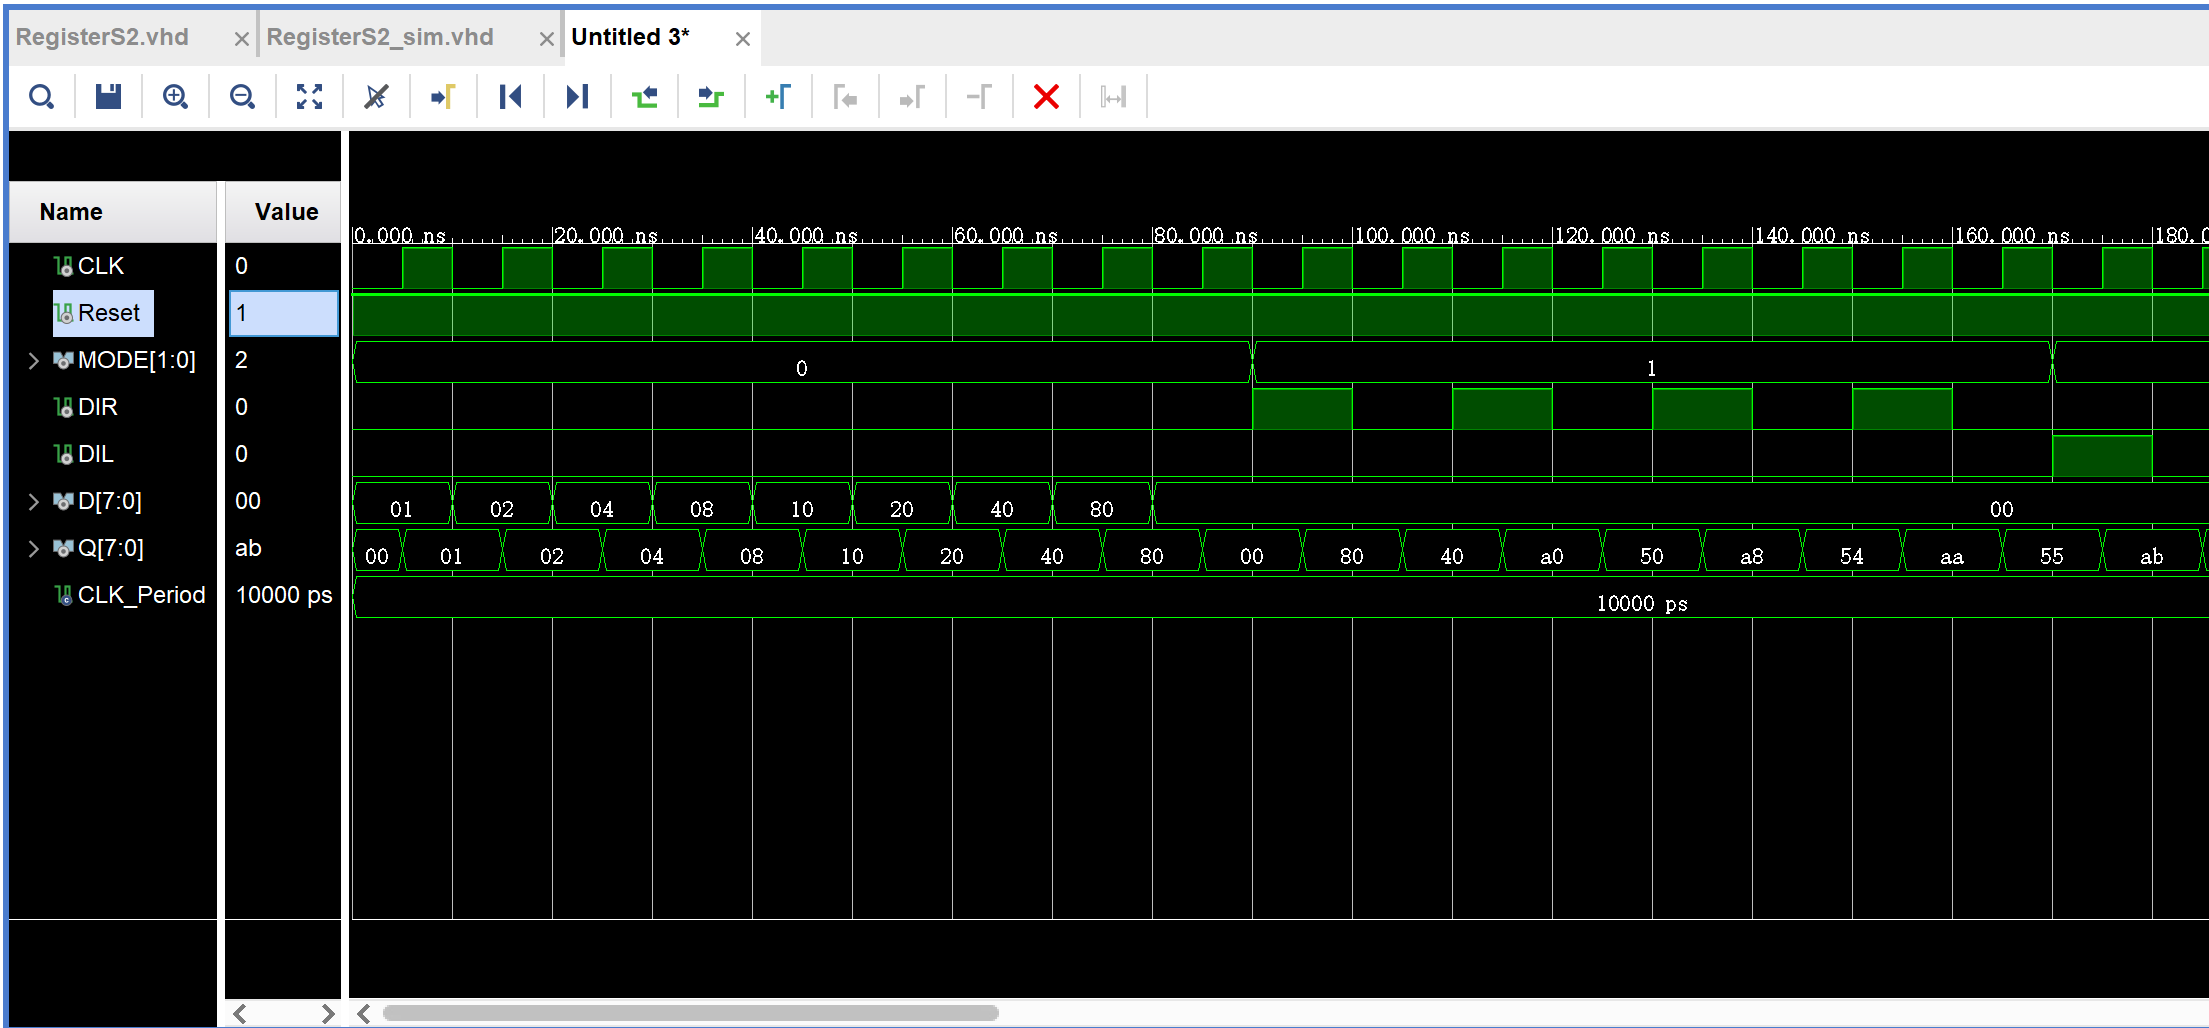 RegisterS2.vhd RegisterS2_sim.vhd Untitled 3*
Name Value
0.000 ns 20.000 ns 40.000 ns 60.000 ns 80.000 ns 100.000 ns 120.000 ns 140.000 ns 160.000 ns 180.0
CLK 0
Reset 1
MODE[1:0] 2 0 1
DIR 0
DIL 0
D[7:0] 00 01 02 04 08 10 20 40 80 00
Q[7:0] ab 00 01 02 04 08 10 20 40 80 00 80 40 a0 50 a8 54 aa 55 ab
CLK_Period 10000 ps 10000 ps